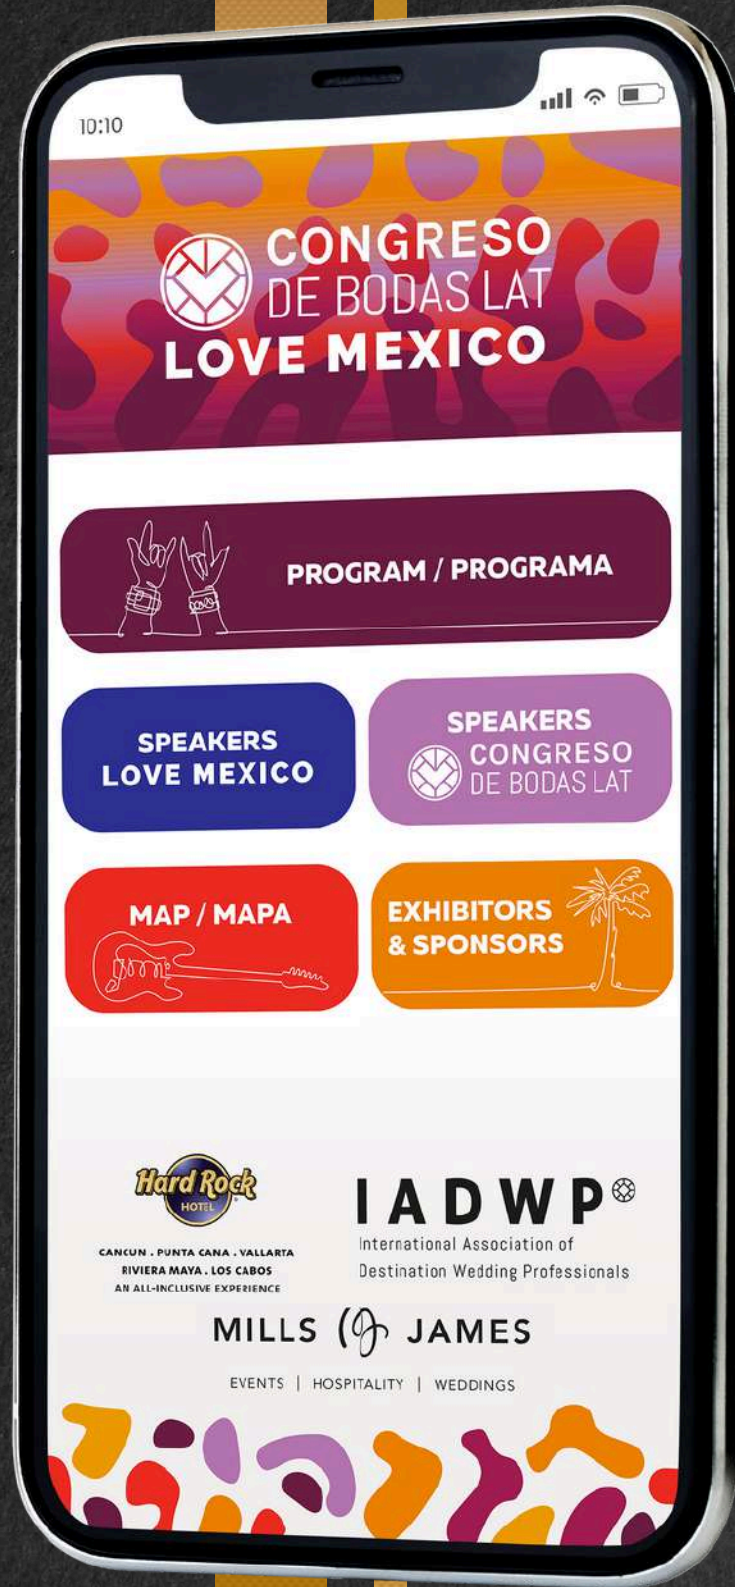 10:10
CONGRESO
DE BODAS LAT
LOVE MEXICO
PROGRAM / PROGRAMA
SPEAKERS
LOVE MEXICO
SPEAKERS
CONGRESO
DE BODAS LAT
MAP / MAPA
EXHIBITORS
& SPONSORS
Hard Rock
HOTEL
CANCUN . PUNTA CANA . VALLARTA
RIVIERA MAYA . LOS CABOS
AN ALL-INCLUSIVE EXPERIENCE
IADWP
International Association of
Destination Wedding Professionals
MILLS JAMES
EVENTS | HOSPITALITY | WEDDINGS